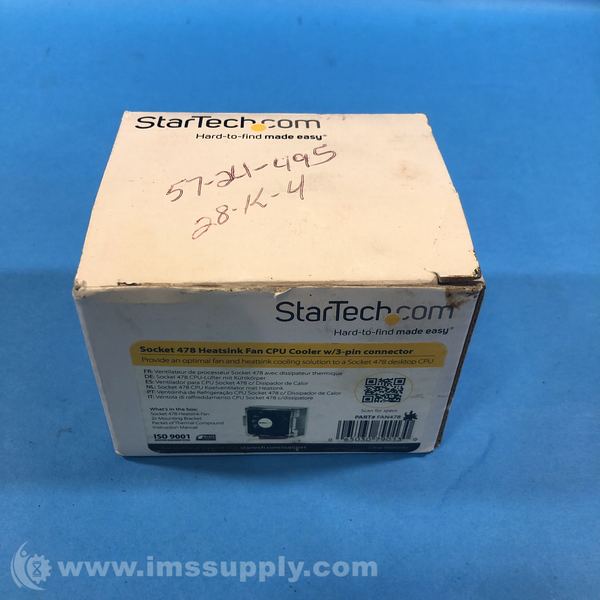 StarTech.com
Hard-to-find made easy®
57-241-495
28-K-4
StarTech.com
Hard-to-find made easy®
Socket 478 Heatsink Fan CPU Cooler w/3-pin connector
Provide an optimal fan and heatsink cooling solution to a Socket 478 desktop CPU
FR: Ventilateur de processeur Socket 478 avec dissipateur thermique
DE: Socket 478 CPU-Lüfter mit Kühlkörper
ES: Ventilador para CPU Socket 478 c/ Disipador de Calor
NL: Socket 478 CPU Koelventilator met Heatsink
PT: Ventoinha de Refrigeração CPU Socket 478 c/ Dissipador
IT: Ventola di raffreddamento CPU Socket 478 c/dissipatore
What's in the box:
Socket 478 Heatsink-Fan
2x Mounting Bracket
Packet of Thermal Compound
Instruction Manual
Scan for specs
PART# FAN478
ISO 9001
www.imssupply.com